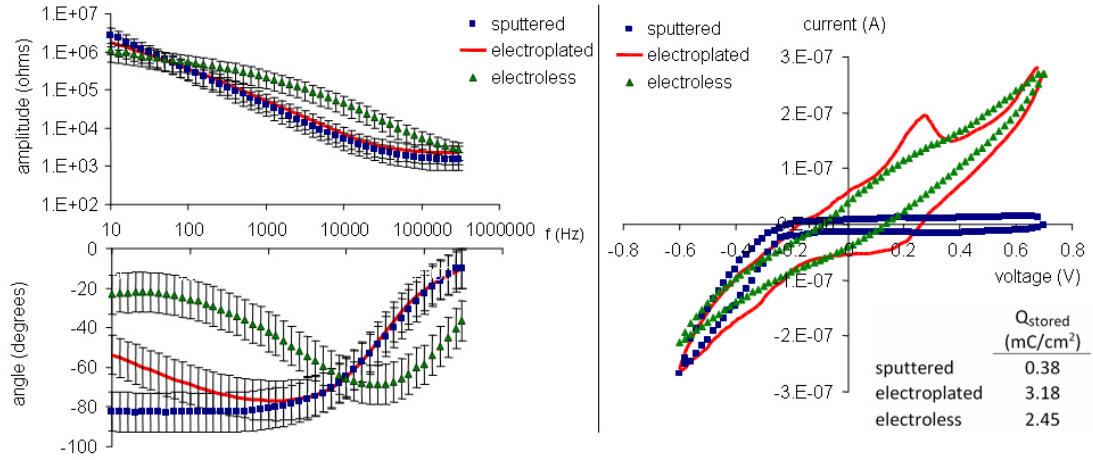 1.E+07
1.E+06
1.E+05
1.E+04
1.E+03
1.E+02
amplitude (ohms)
sputtered
electroplated
electroless
10 100 1000 10000 100000 1000000 f (Hz)
0
-20
-40
-60
-80
-100
angle (degrees)
current (A)
sputtered
electroplated
electroless
3.E-07
2.E-07
1.E-07
0
-1.E-07
-2.E-07
-3.E-07
-0.8 -0.6 -0.4 -0.2 0 0.2 0.4 0.6 0.8
voltage (V)
Qstored
(mC/cm²)
sputtered 0.38
electroplated 3.18
electroless 2.45